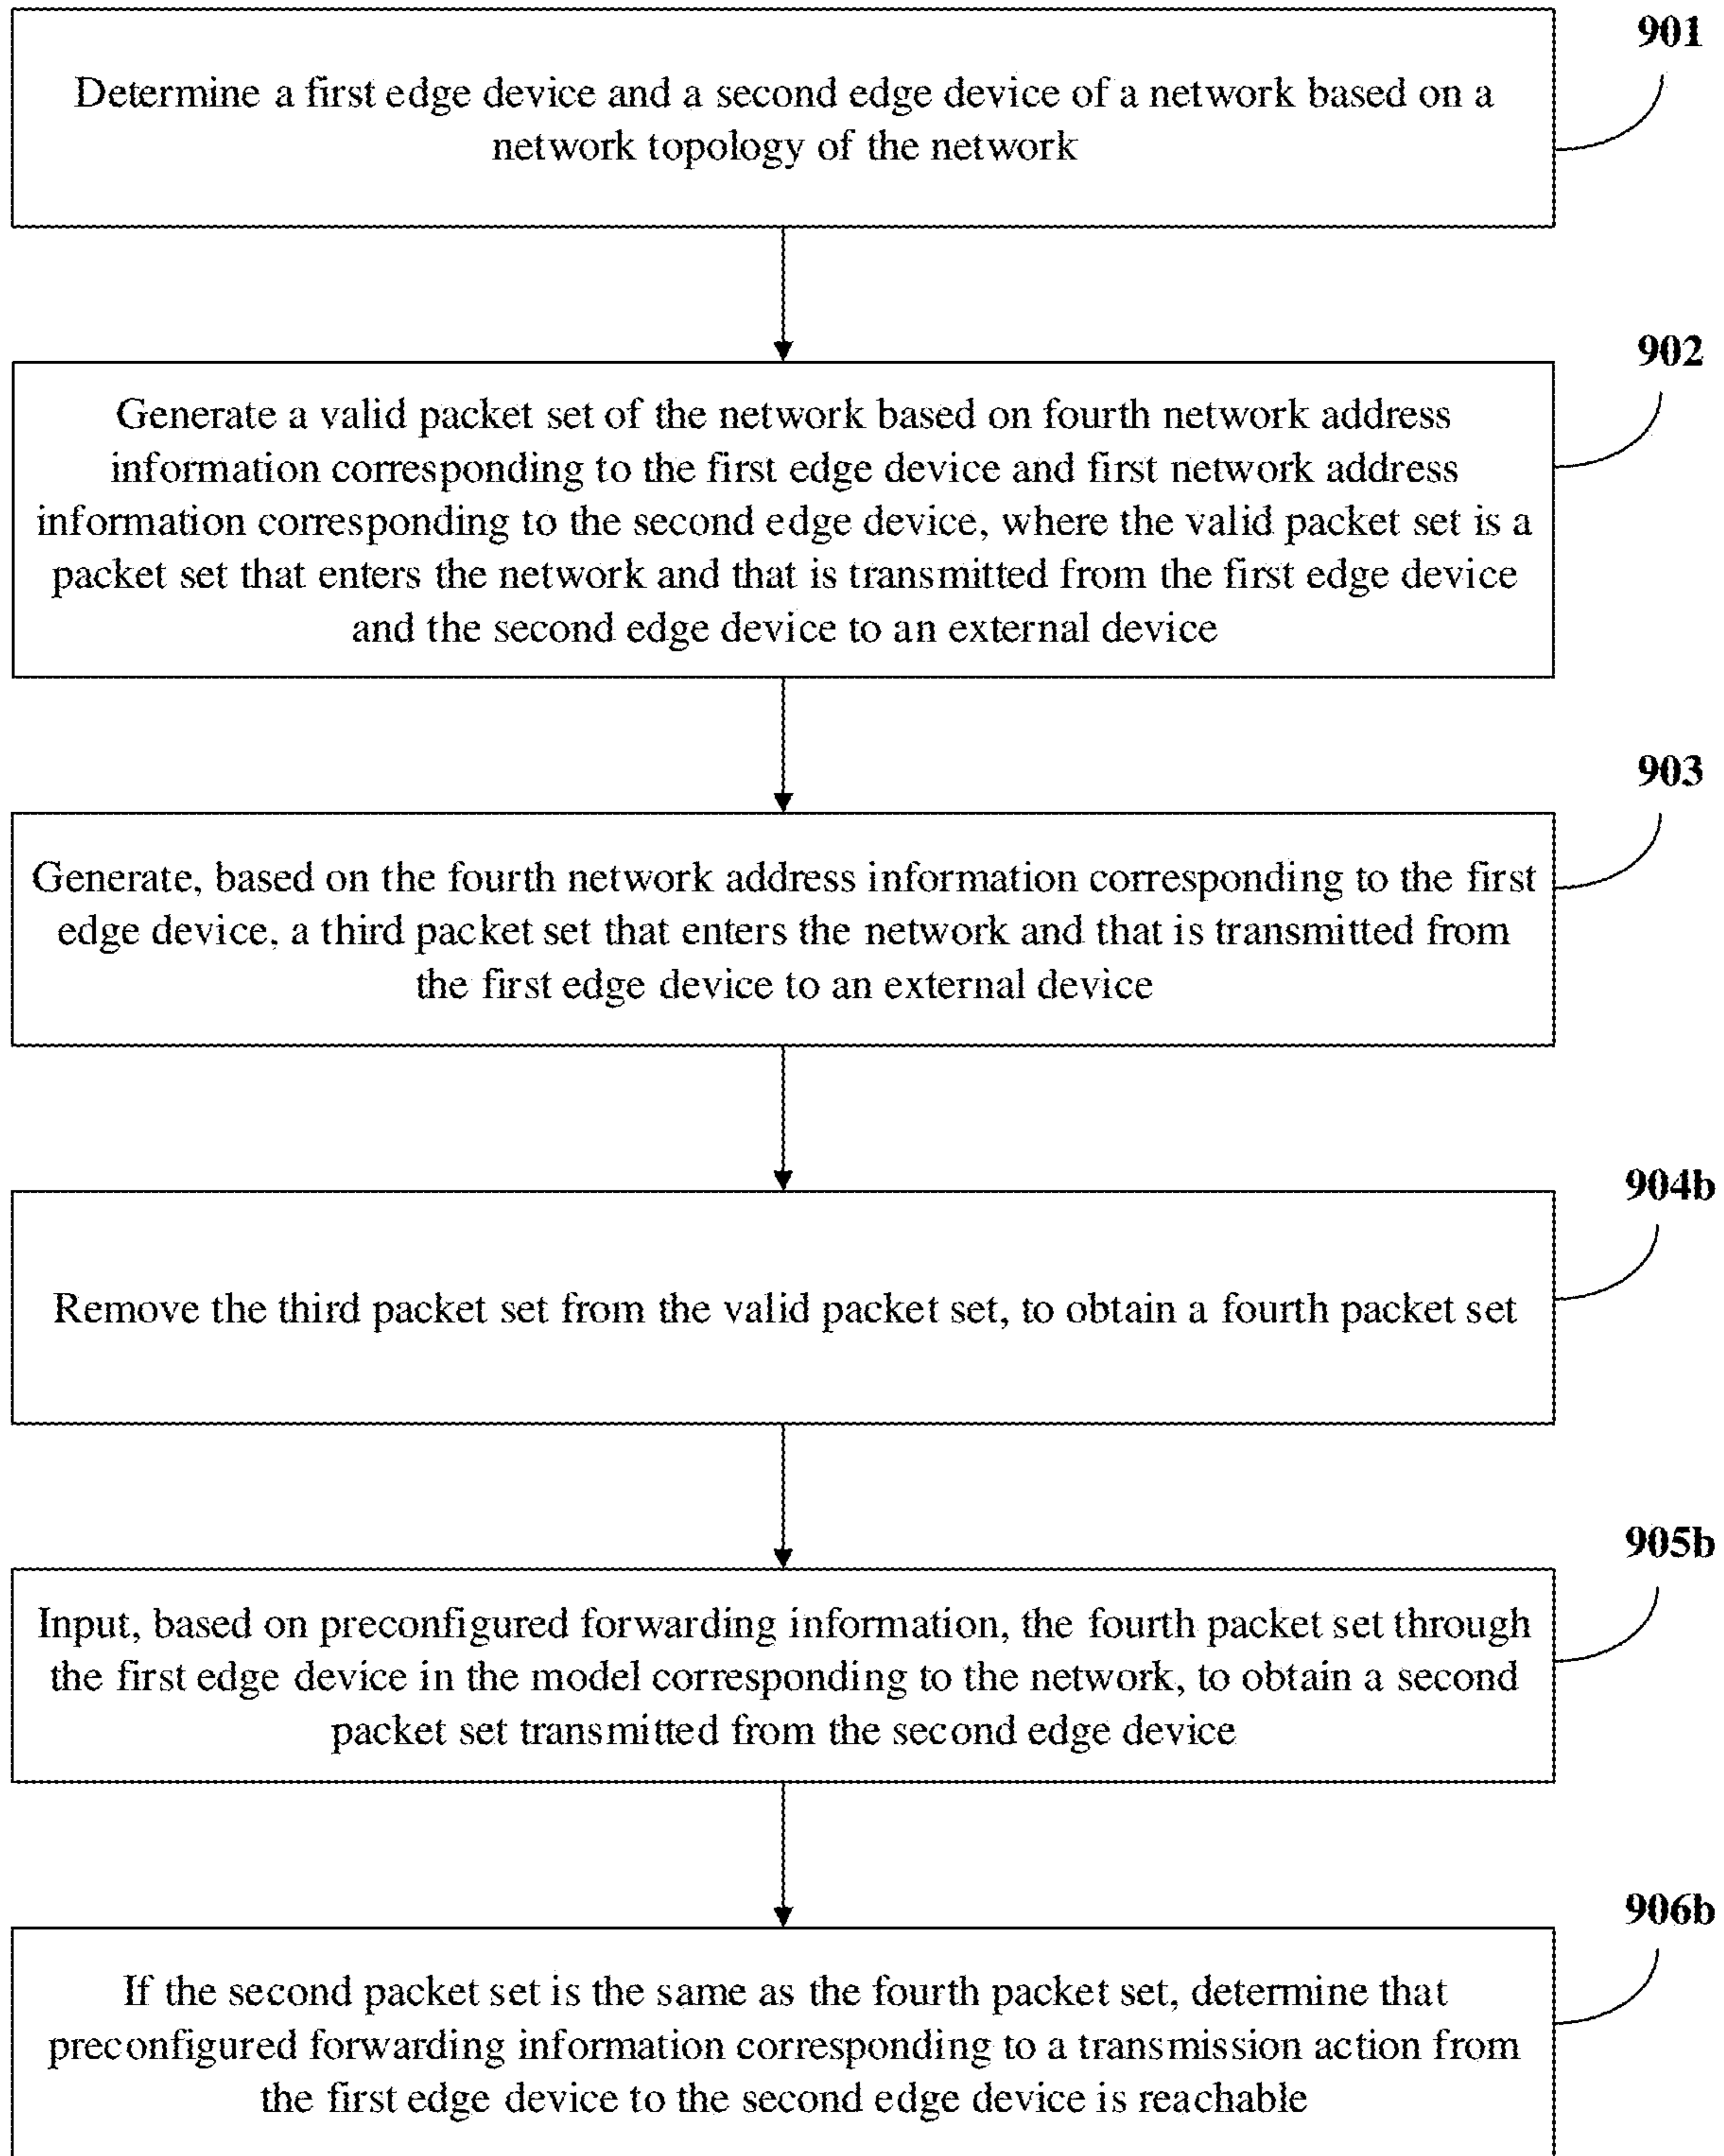 901
Determine a first edge device and a second edge device of a network based on a
network topology of the network
902
Generate a valid packet set of the network based on fourth network address
information corresponding to the first edge device and first network address
information corresponding to the second edge device, where the valid packet set is a
packet set that enters the network and that is transmitted from the first edge device
and the second edge device to an external device
903
Generate, based on the fourth network address information corresponding to the first
edge device, a third packet set that enters the network and that is transmitted from
the first edge device to an external device
904b
Remove the third packet set from the valid packet set, to obtain a fourth packet set
905b
Input, based on preconfigured forwarding information, the fourth packet set through
the first edge device in the model corresponding to the network, to obtain a second
packet set transmitted from the second edge device
906b
If the second packet set is the same as the fourth packet set, determine that
preconfigured forwarding information corresponding to a transmission action from
the first edge device to the second edge device is reachable